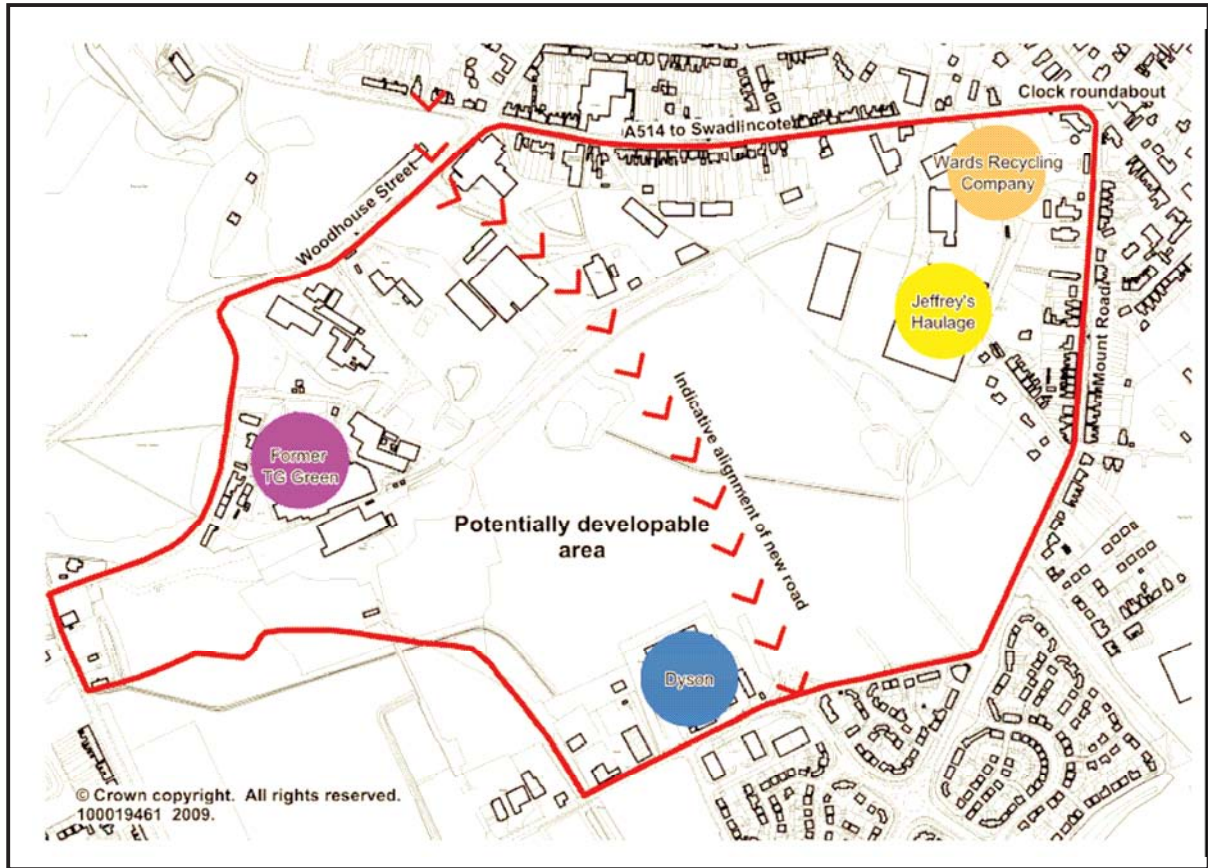 Clock roundabout
A514 to Swadlincote
Wards Recycling
Company
Woodhouse Street
Jeffrey's
Haulage
Mount Road
Indicative alignment of new road
Former
TG Green
Potentially developable
area
Dyson
© Crown copyright. All rights reserved.
100019461 2009.